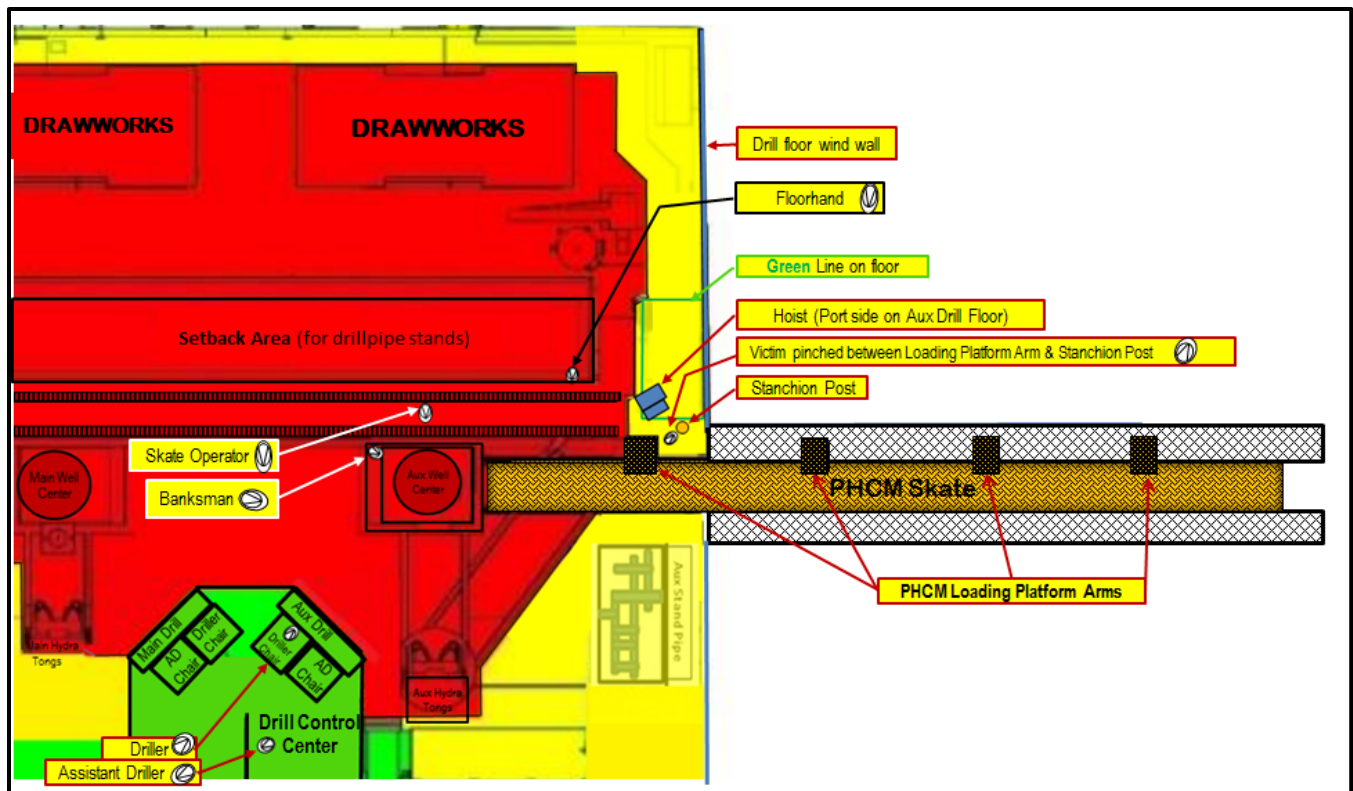 DRAWWORKS
DRAWWORKS
Drill floor wind wall
Floorhand
Green Line on floor
Hoist (Port side on Aux Drill Floor)
Setback Area (for drillpipe stands)
Victim pinched between Loading Platform Arm & Stanchion Post
Stanchion Post
Skate Operator
Banksman
Main Well
Center
Aux Well
Center
PHCM Skate
PHCM Loading Platform Arms
Aux Stand Pipe
Main Drill
Driller
Chair
AD
Chair
Aux Drill
Driller
Chair
AD
Chair
Main Hydra
Tongs
Aux Hydra
Tongs
Drill Control
Center
Driller
Assistant Driller